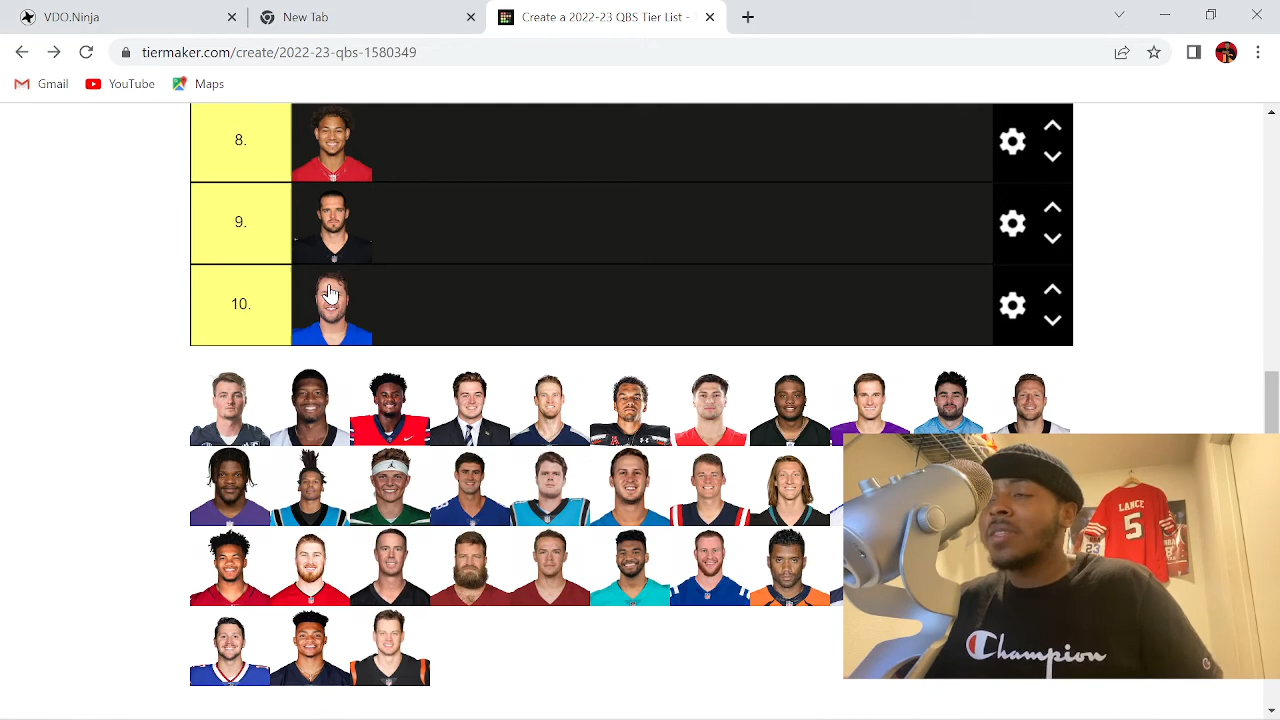 VDO.Ninja
New Tab
Create a 2022-23 QBS Tier List -
tiermaker.com/create/2022-23-qbs-1580349
Gmail
YouTube
Maps
8.
9.
10.
LANCE
5
23
Champion